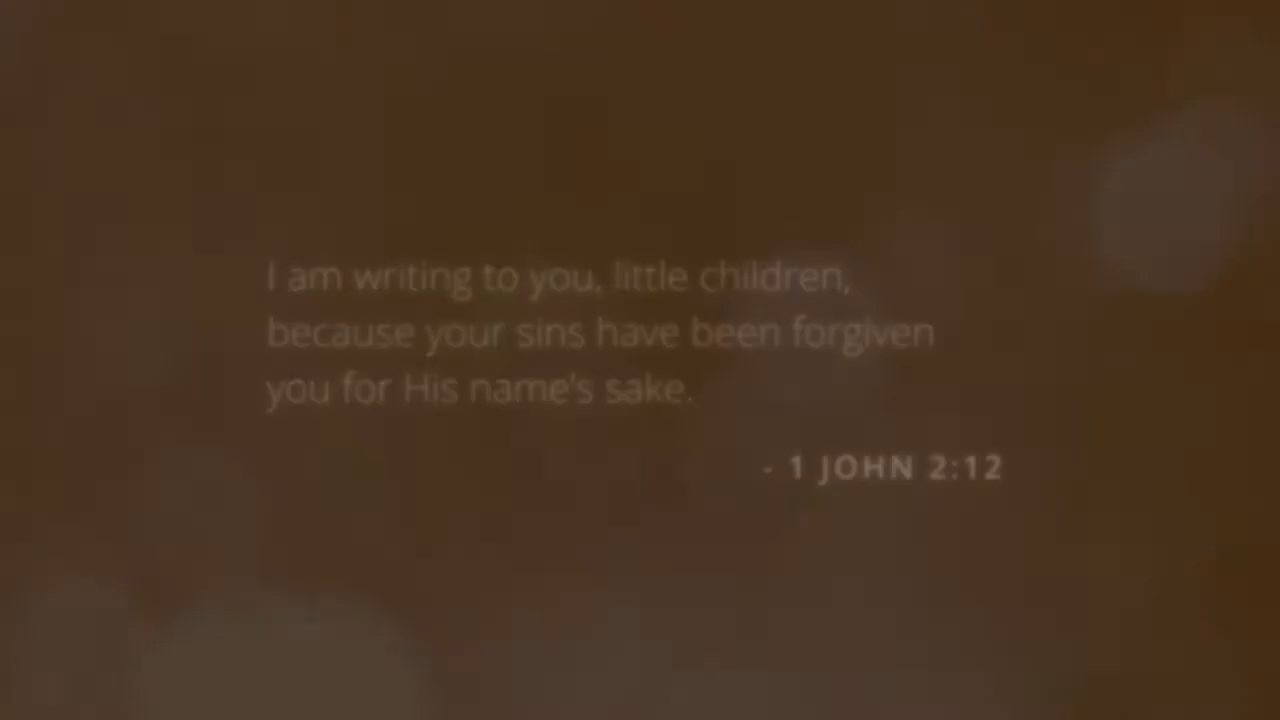 I am writing to you, little children,
because your sins have been forgiven
you for His name's sake.
- 1 JOHN 2:12